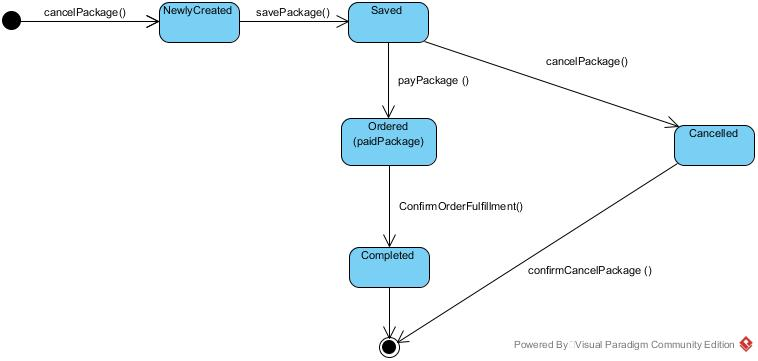 cancelPackage()
NewlyCreated
savePackage()
Saved
cancelPackage()
payPackage ()
Ordered
(paidPackage)
Cancelled
ConfirmOrderFulfillment()
Completed
confirmCancelPackage ()
Powered By Visual Paradigm Community Edition